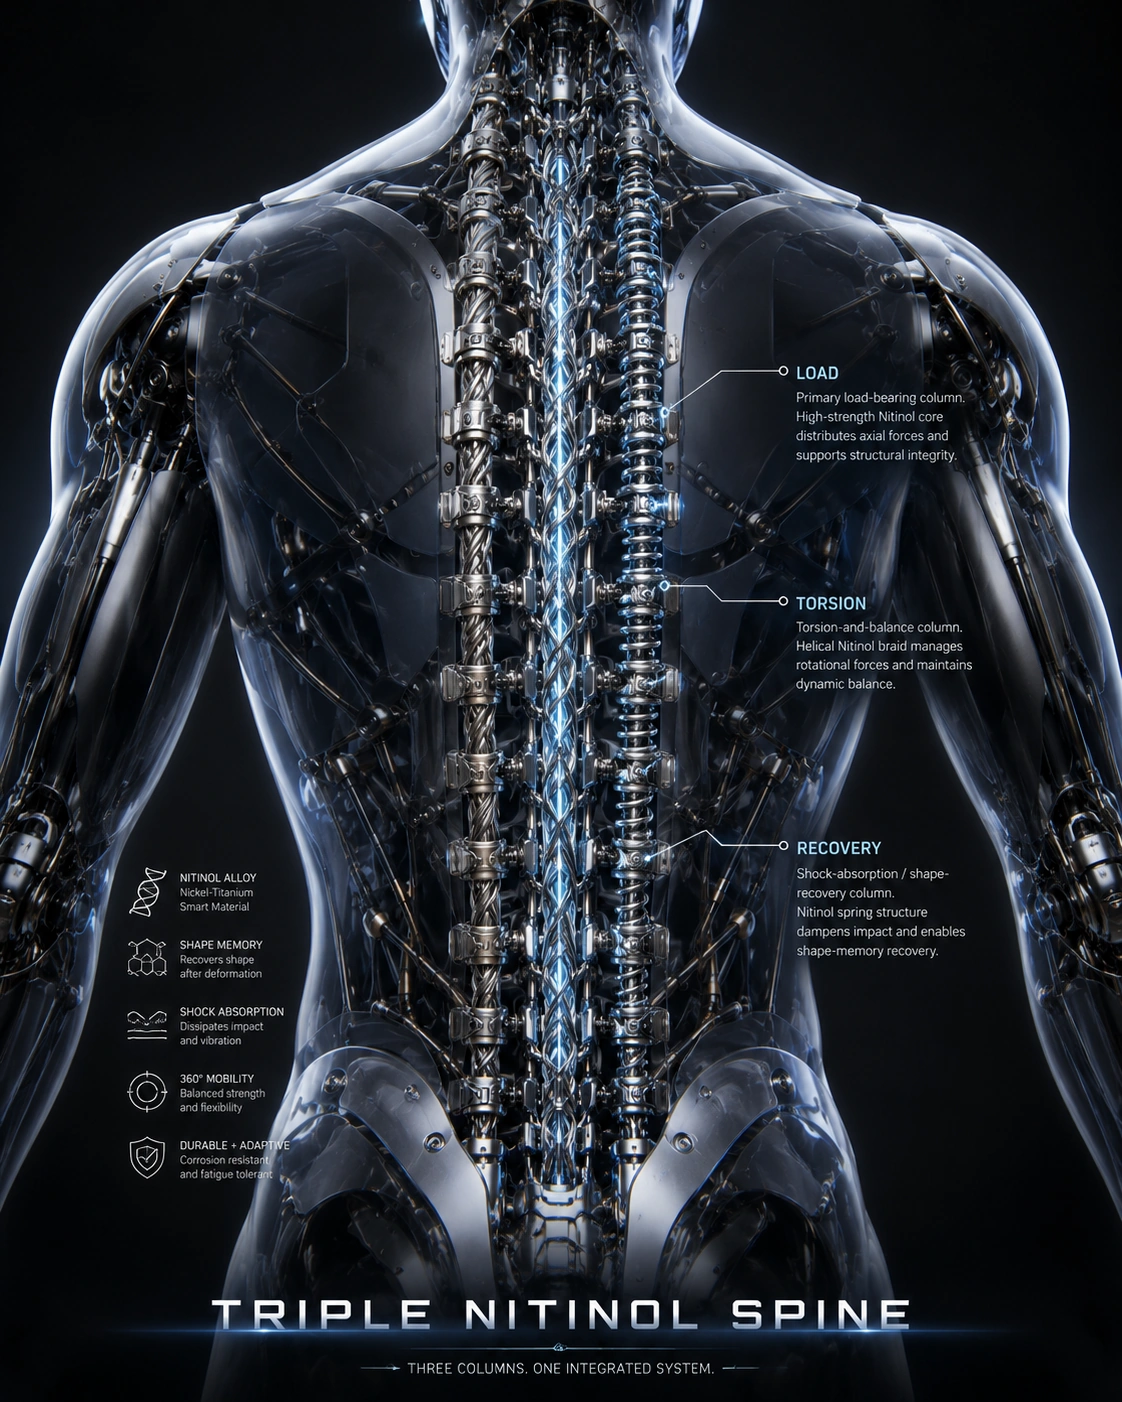 LOAD
Primary load-bearing column.
High-strength Nitinol core
distributes axial forces and
supports structural integrity.
TORSION
Torsion-and-balance column.
Helical Nitinol braid manages
rotational forces and maintains
dynamic balance.
RECOVERY
Shock-absorption / shape-
recovery column.
Nitinol spring structure
dampens impact and enables
shape-memory recovery.
NITINOL ALLOY
Nickel-Titanium
Smart Material
SHAPE MEMORY
Recovers shape
after deformation
SHOCK ABSORPTION
Dissipates impact
and vibration
360° MOBILITY
Balanced strength
and flexibility
DURABLE + ADAPTIVE
Corrosion resistant
and fatigue tolerant
TRIPLE NITINOL SPINE
THREE COLUMNS. ONE INTEGRATED SYSTEM.